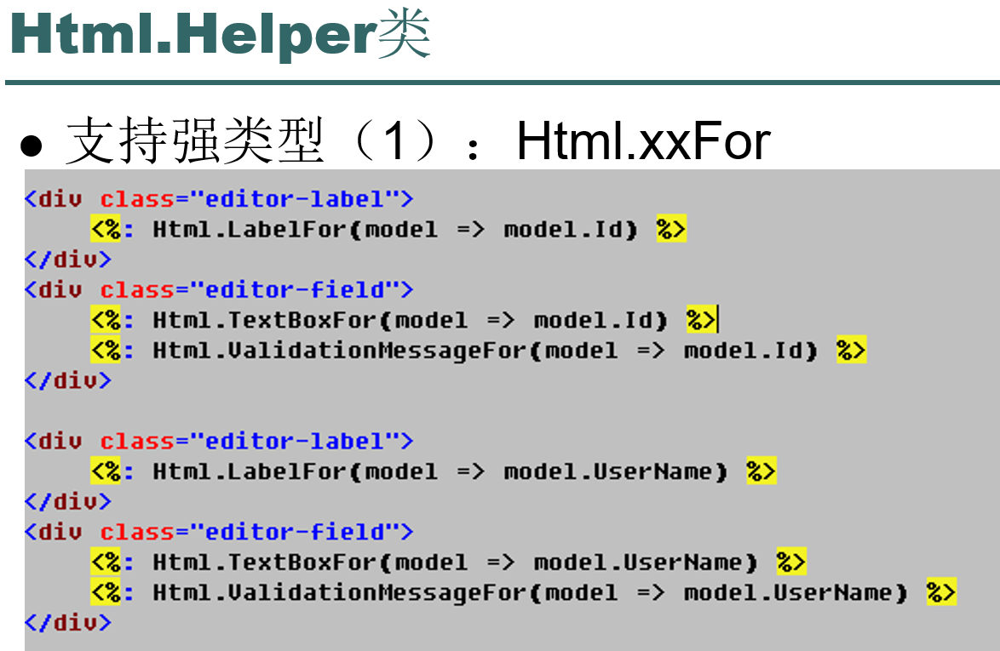 Html.Helper类
● 支持强类型（1）：Html.xxFor
<div class="editor-label">
    <%: Html.LabelFor(model => model.Id) %>
</div>
<div class="editor-field">
    <%: Html.TextBoxFor(model => model.Id) %>
    <%: Html.ValidationMessageFor(model => model.Id) %>
</div>

<div class="editor-label">
    <%: Html.LabelFor(model => model.UserName) %>
</div>
<div class="editor-field">
    <%: Html.TextBoxFor(model => model.UserName) %>
    <%: Html.ValidationMessageFor(model => model.UserName) %>
</div>